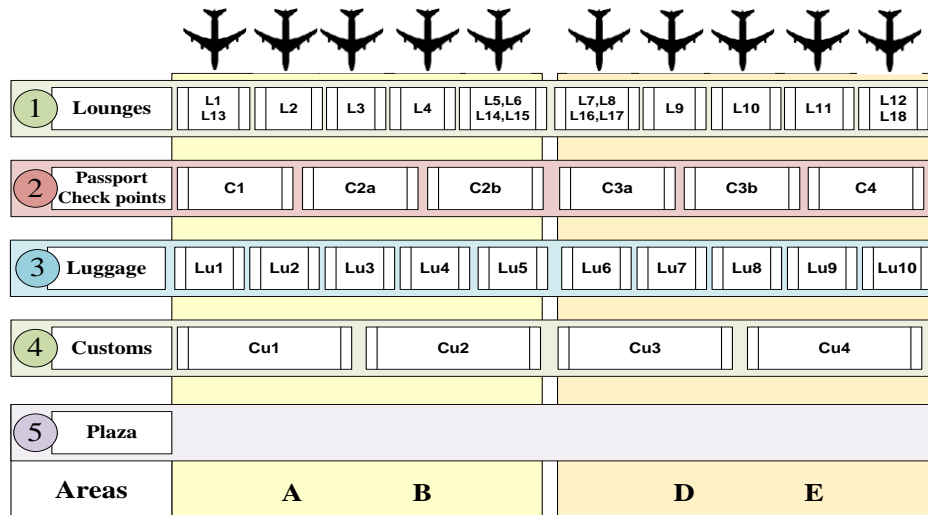 1 Lounges L1 L2 L3 L4 L5,L6 L7,L8 L9 L10 L11 L12
L13 L14,L15 L16,L17 L18
2 Passport C1 C2a C2b C3a C3b C4
Check points
3 Luggage Lu1 Lu2 Lu3 Lu4 Lu5 Lu6 Lu7 Lu8 Lu9 Lu10
4 Customs Cu1 Cu2 Cu3 Cu4
5 Plaza
Areas A B D E